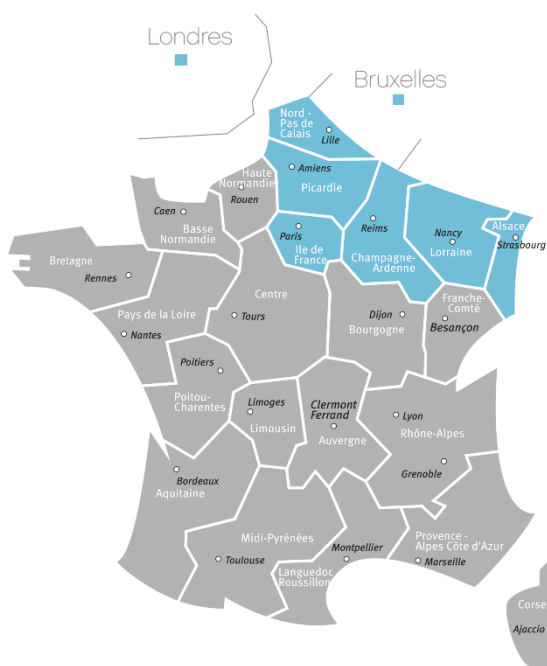 Londres
Bruxelles
Nord -
Pas de
Calais
Lille
Amiens
Picardie
Haute
Normandie
Rouen
Caen
Basse
Normandie
Paris
Ile de
France
Reims
Champagne-
Ardenne
Nancy
Lorraine
Alsace
Strasbourg
Bretagne
Rennes
Pays de la Loire
Nantes
Centre
Tours
Dijon
Bourgogne
Franche-
Comté
Besançon
Poitiers
Poitou-
Charentes
Limoges
Limousin
Clermont
Ferrand
Auvergne
Lyon
Rhône-Alpes
Grenoble
Bordeaux
Aquitaine
Midi-Pyrénées
Toulouse
Montpellier
Languedoc
Roussillon
Provence -
Alpes Côte d'Azur
Marseille
Corse
Ajaccio